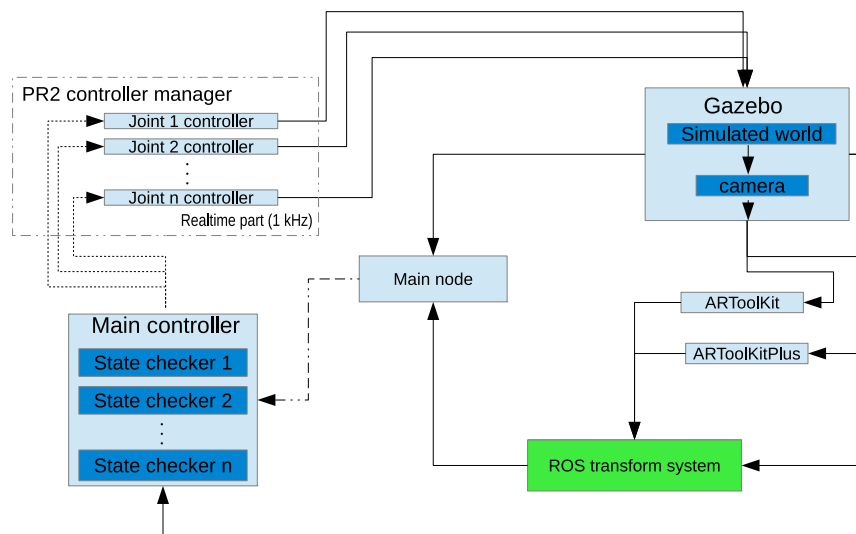 PR2 controller manager
Joint 1 controller
Joint 2 controller
Joint n controller
Realtime part (1 kHz)
Gazebo
Simulated world
camera
Main node
ARToolKit
ARToolKitPlus
Main controller
State checker 1
State checker 2
State checker n
ROS transform system